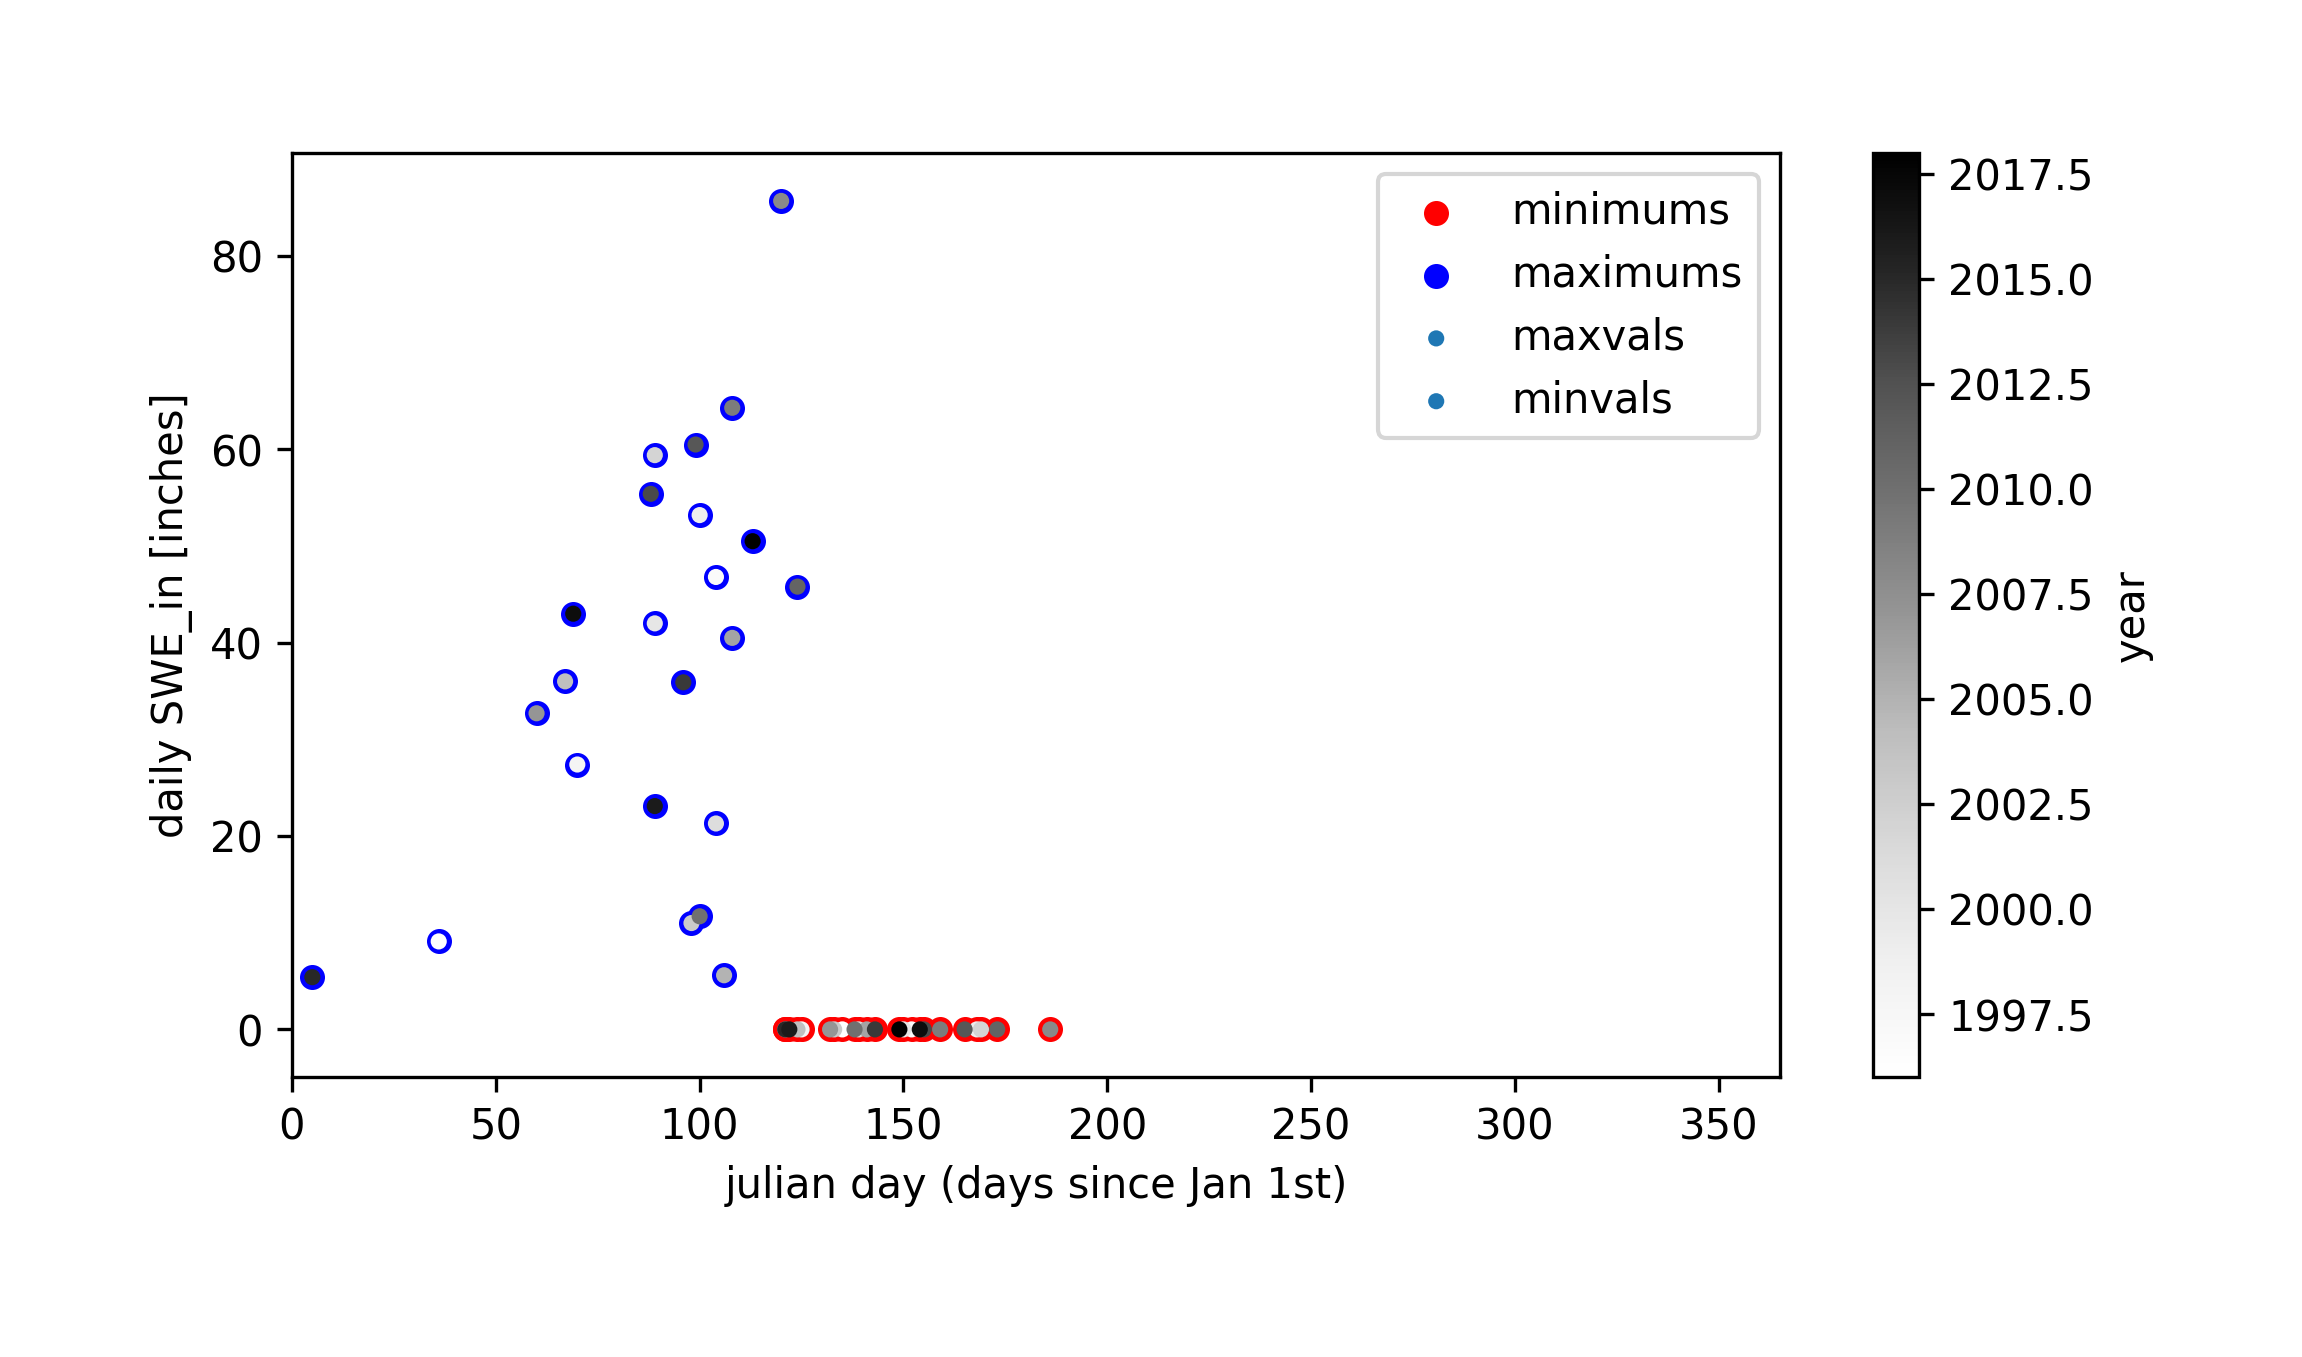 minimums
maximums
maxvals
minvals
80
60
40
20
0
daily SWE_in [inches]
0 50 100 150 200 250 300 350
julian day (days since Jan 1st)
2017.5
2015.0
2012.5
2010.0
2007.5
2005.0
2002.5
2000.0
1997.5
year